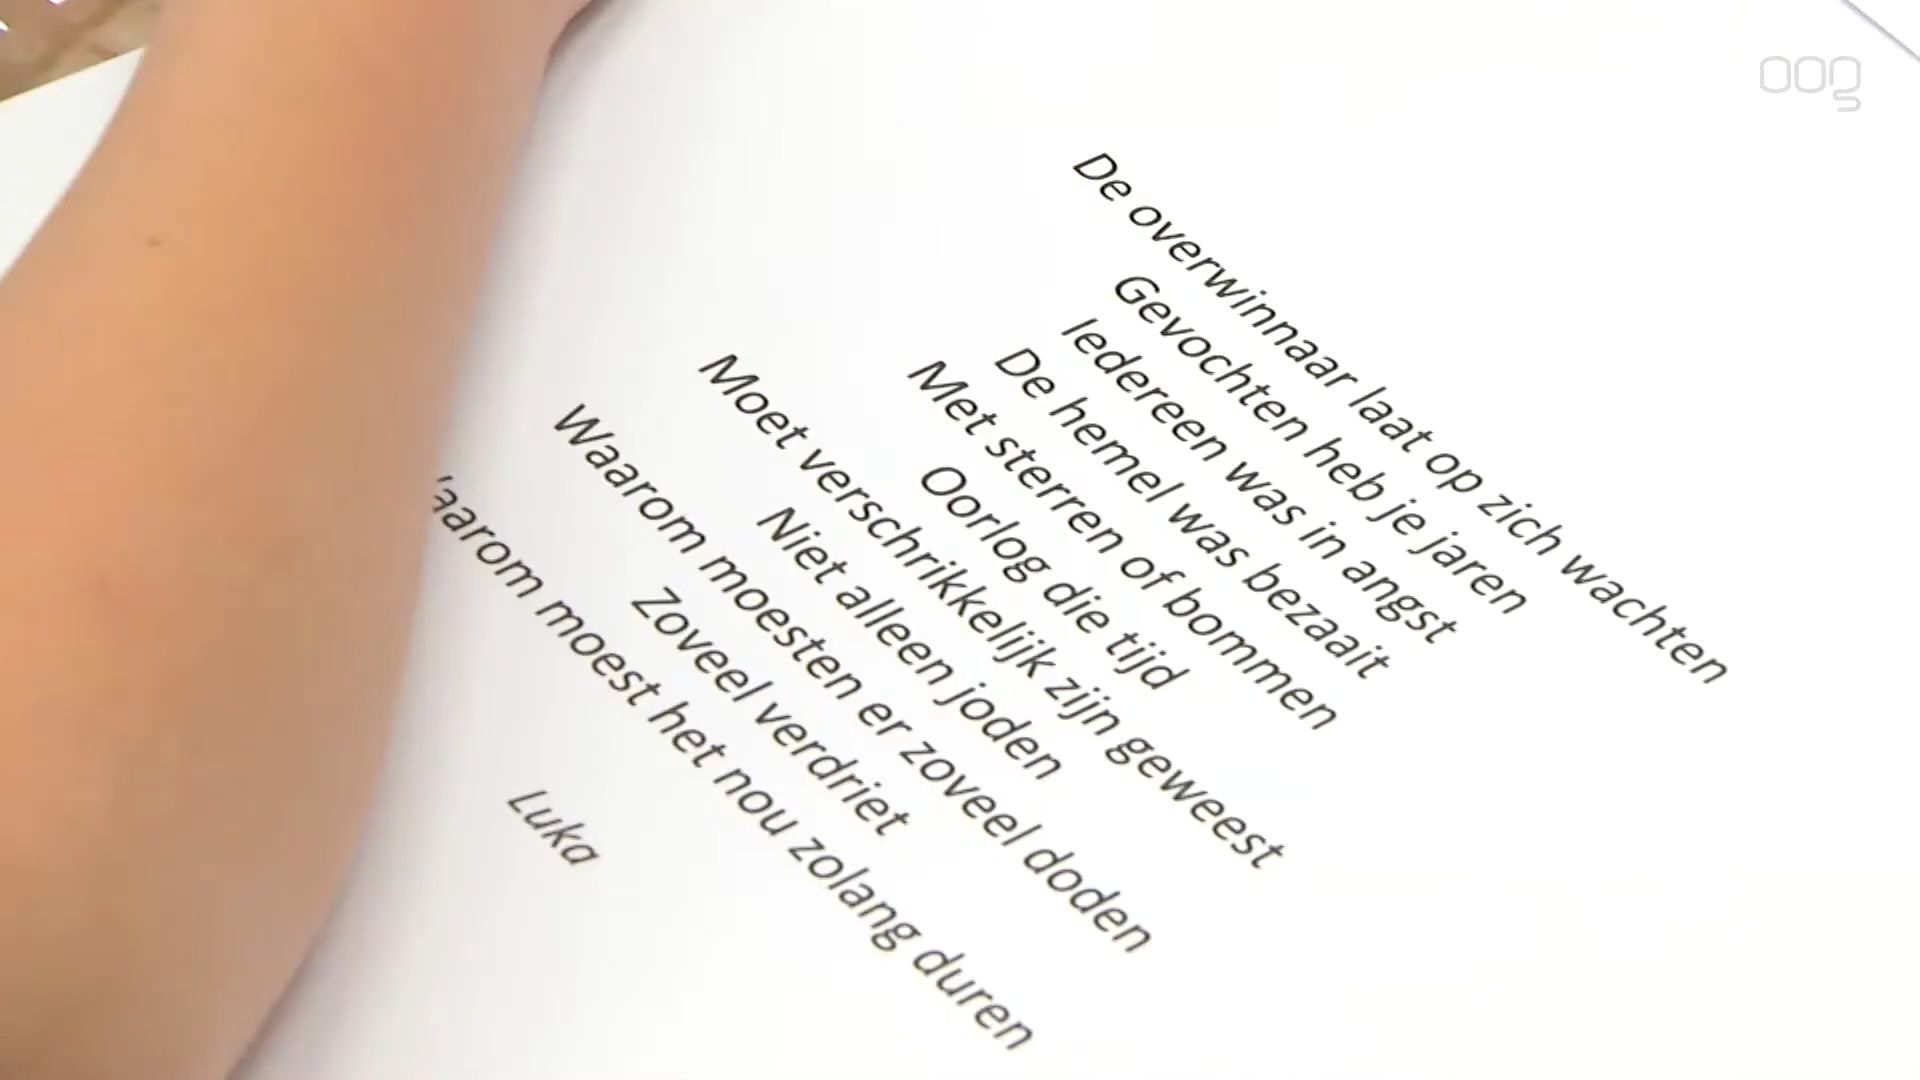 oog
De overwinnaar laat op zich wachten
Gevochten heb je jaren
Iedereen was in angst
De hemel was bezaait
Met sterren of bommen
Oorlog die tijd
Moet verschrikkelijk zijn geweest
Niet alleen joden
Waarom moesten er zoveel doden
Zoveel verdriet
aarom moest het nou zolang duren
Luka